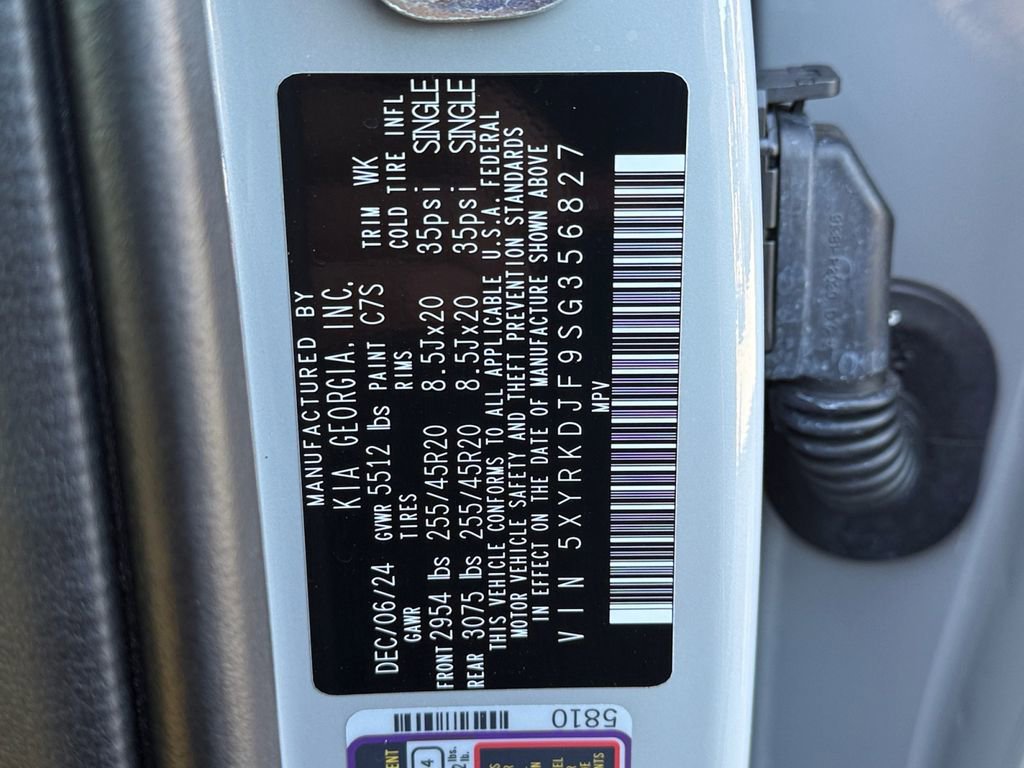 MANUFACTURED BY
KIA GEORGIA, INC.
DEC/06/24 GVWR 5512 lbs PAINT C7S TRIM WK
GAWR TIRES RIMS COLD TIRE INFL
FRONT 2954 lbs 255/45R20 8.5Jx20 35psi SINGLE
REAR 3075 lbs 255/45R20 8.5Jx20 35psi SINGLE
THIS VEHICLE CONFORMS TO ALL APPLICABLE U.S.A. FEDERAL
MOTOR VEHICLE SAFETY AND THEFT PREVENTION STANDARDS
IN EFFECT ON THE DATE OF MANUFACTURE SHOWN ABOVE
VIN 5XYRKDJF9SG356827
MPV
5810